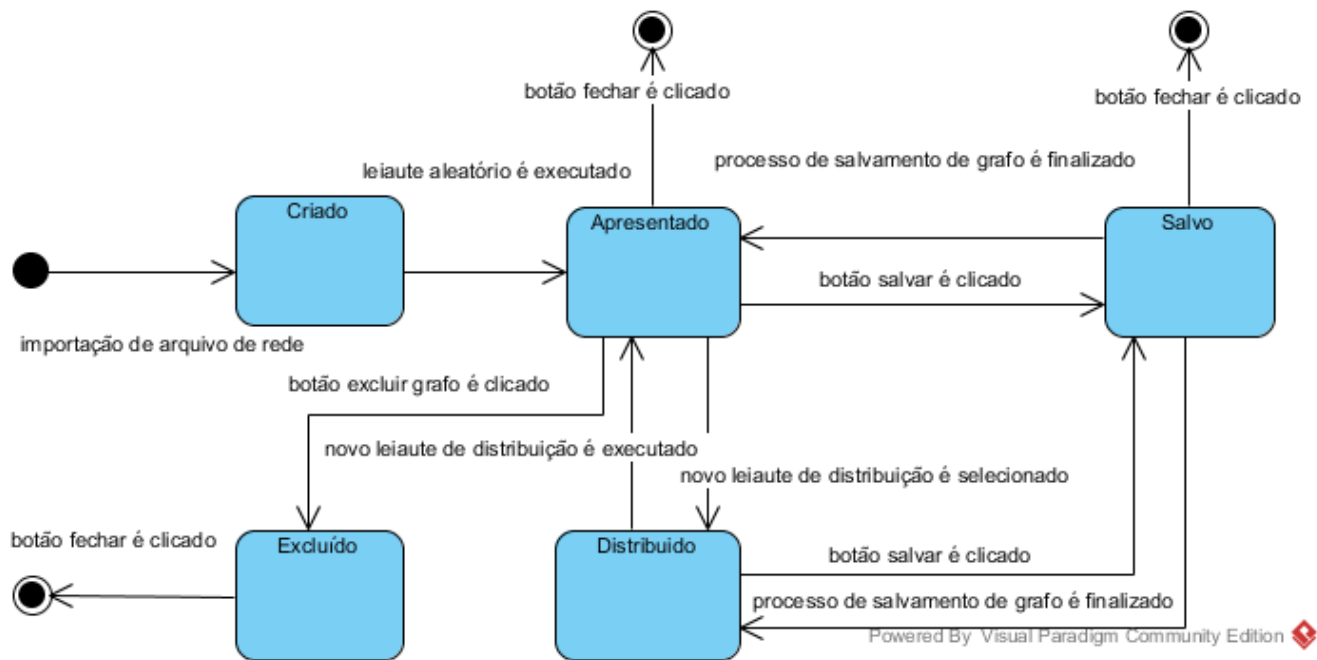 botão fechar é clicado
botão fechar é clicado
processo de salvamento de grafo é finalizado
leiaute aleatório é executado
Criado
Apresentado
Salvo
botão salvar é clicado
importação de arquivo de rede
botão excluir grafo é clicado
novo leiaute de distribuição é executado
novo leiaute de distribuição é selecionado
botão fechar é clicado
Excluído
Distribuido
botão salvar é clicado
processo de salvamento de grafo é finalizado
Powered By Visual Paradigm Community Edition